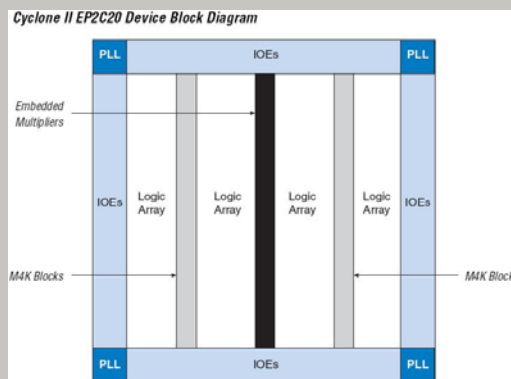 Cyclone II EP2C20 Device Block Diagram
PLL
IOEs
PLL
Embedded
Multipliers
IOEs
Logic
Array
Logic
Array
Logic
Array
Logic
Array
IOEs
M4K Blocks
M4K Block
PLL
IOEs
PLL